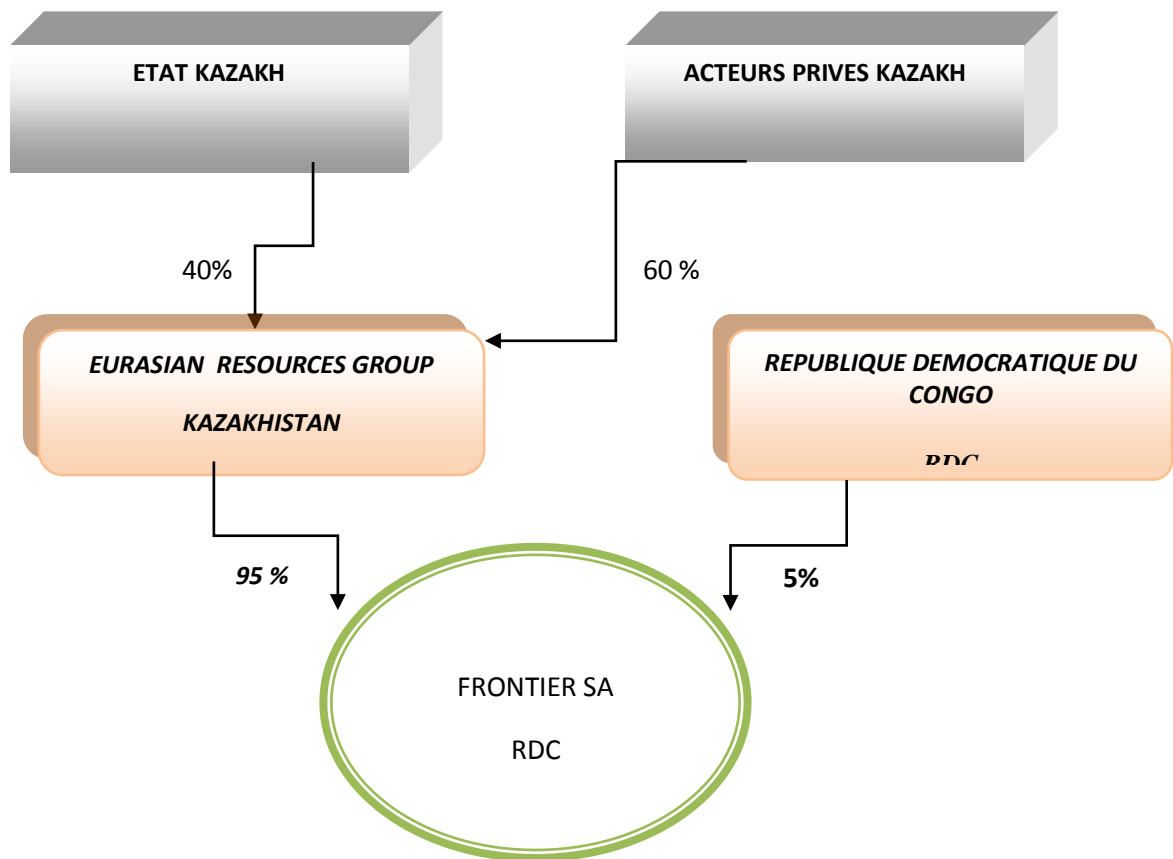 ETAT KAZAKH
ACTEURS PRIVES KAZAKH
40%
60 %
EURASIAN RESOURCES GROUP
KAZAKHISTAN
REPUBLIQUE DEMOCRATIQUE DU
CONGO
RDC
95 %
5%
FRONTIER SA
RDC